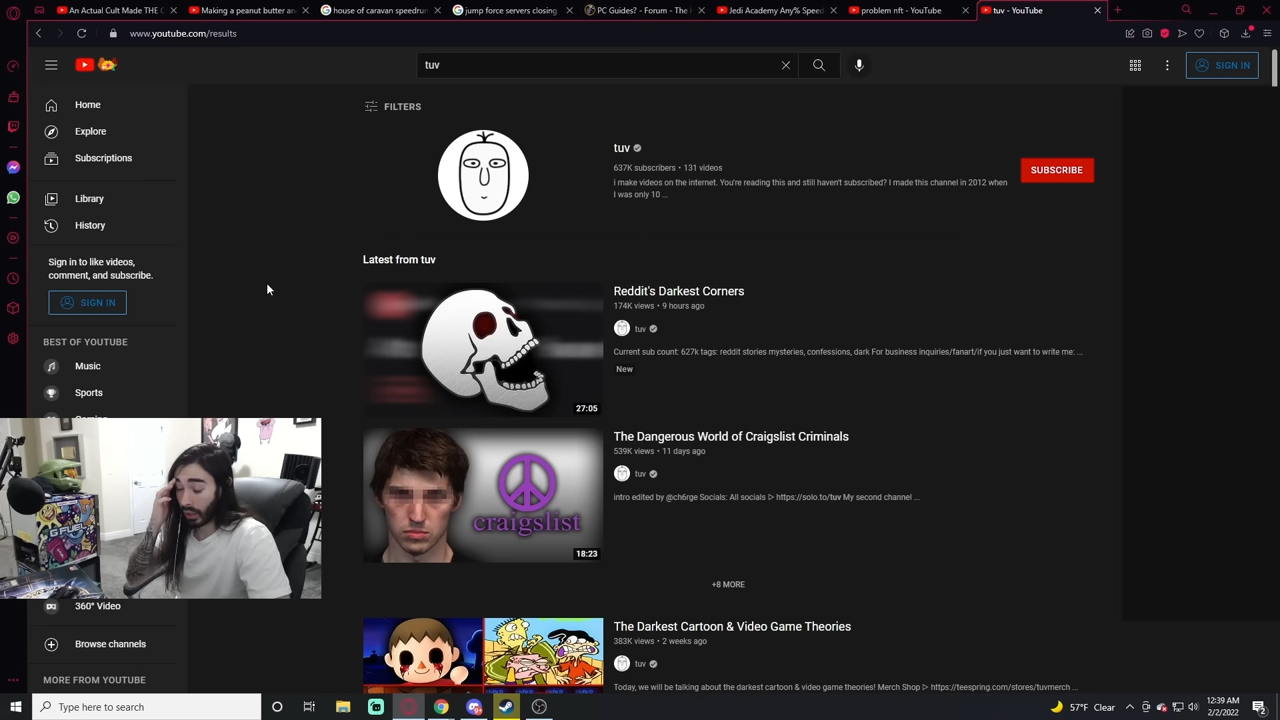 An Actual Cult Made THE C
Making a peanut butter an
house of caravan speedrun
jump force servers closing
PC Guides? - Forum - The H
Jedi Academy Any% Speed
problem nft - YouTube
tuv - YouTube
www.youtube.com/results
tuv
SIGN IN
Home
Explore
Subscriptions
Library
History
Sign in to like videos,
comment, and subscribe.
SIGN IN
BEST OF YOUTUBE
Music
Sports
360° Video
Browse channels
MORE FROM YOUTUBE
FILTERS
tuv
637K subscribers • 131 videos
i make videos on the internet. You're reading this and still haven't subscribed? I made this channel in 2012 when
I was only 10 ...
SUBSCRIBE
Latest from tuv
27:05
Reddit's Darkest Corners
174K views • 9 hours ago
tuv
Current sub count: 627k tags: reddit stories mysteries, confessions, dark For business inquiries/fanart/if you just want to write me: ...
New
craigslist
18:23
The Dangerous World of Craigslist Criminals
539K views • 11 days ago
tuv
intro edited by @ch6rge Socials: All socials ▷ https://solo.to/tuv My second channel ...
+8 MORE
The Darkest Cartoon & Video Game Theories
383K views • 2 weeks ago
tuv
Today, we will be talking about the darkest cartoon & video game theories! Merch Shop ▷ https://teespring.com/stores/tuvmerch ...
G FUEL
Type here to search
57°F Clear
12:39 AM
2/2/2022
2